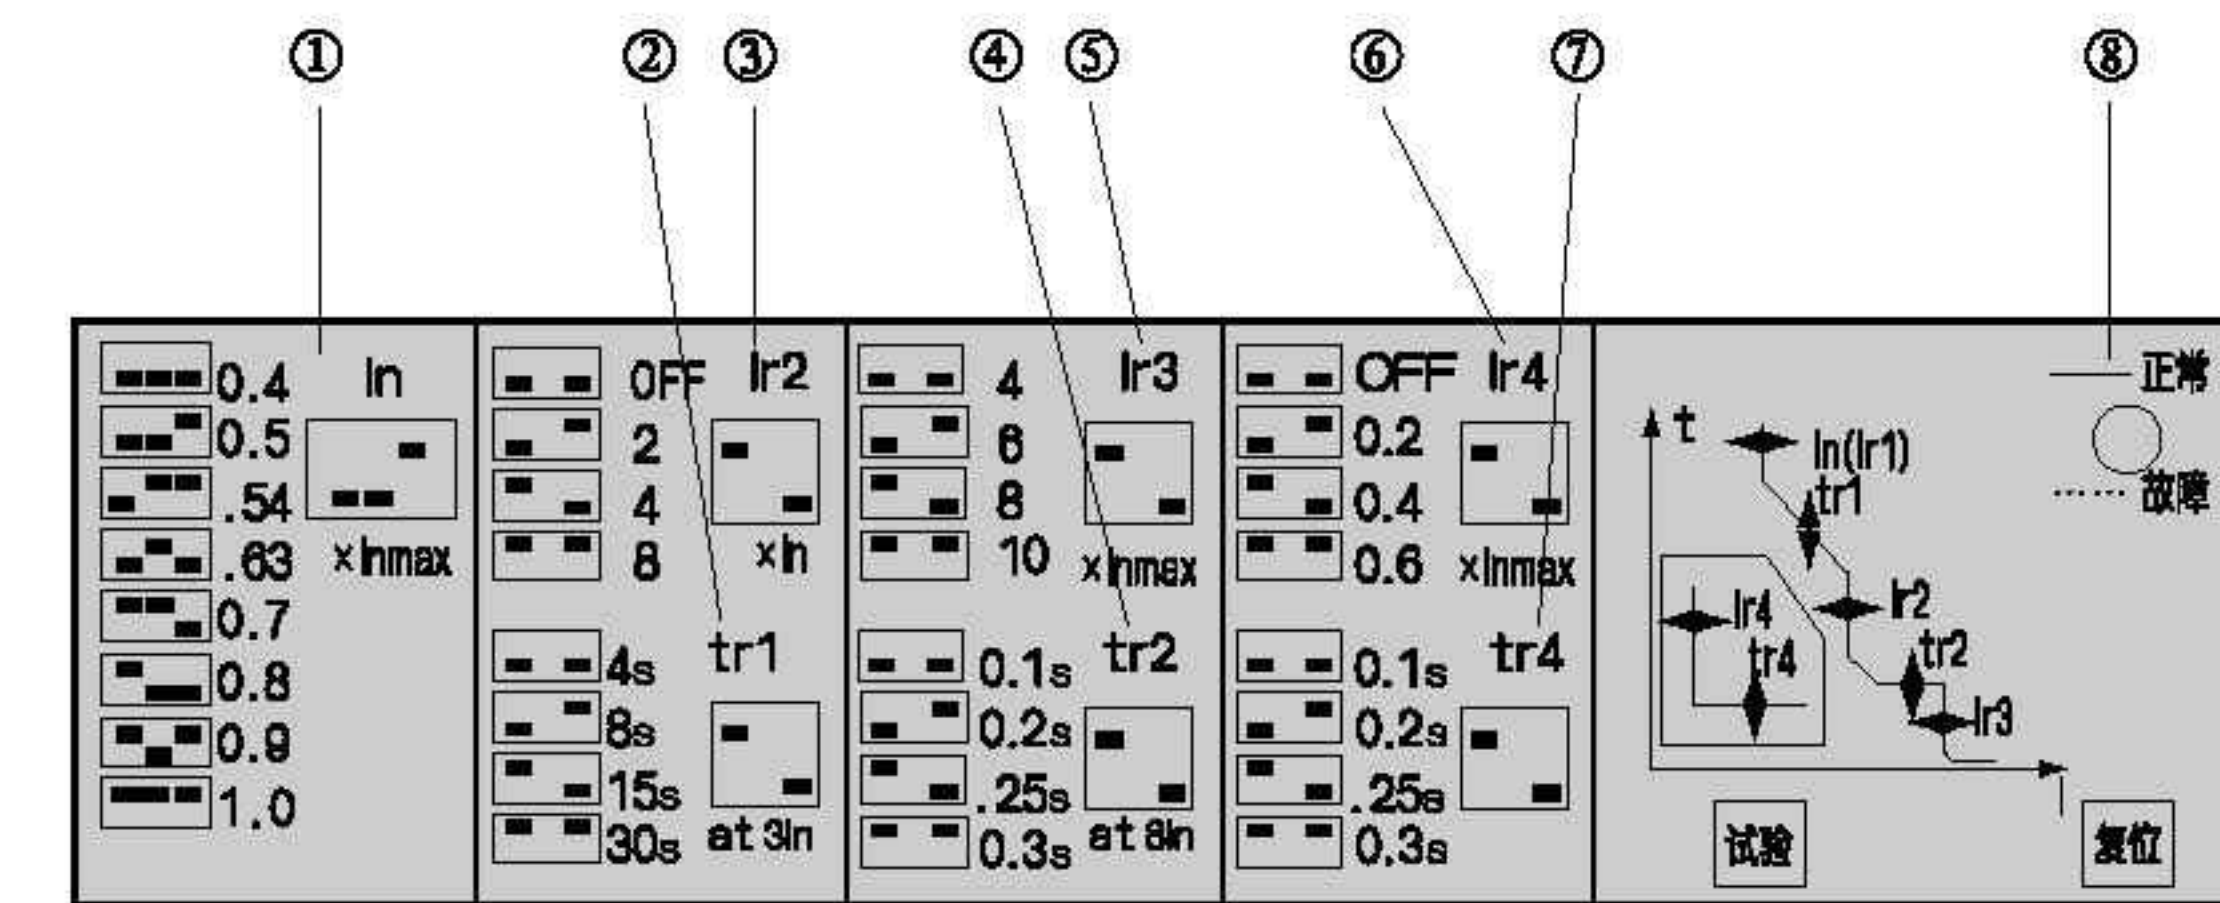 ① ② ③ ④ ⑤ ⑥ ⑦ ⑧
0.4 In
0.5
.54
.63 ×Inmax
0.7
0.8
0.9
1.0
OFF Ir2
2
4
8 ×In
4s tr1
8s
15s
30s at 3In
4 Ir3
6
8
10 ×Inmax
0.1s tr2
0.2s
.25s
0.3s at 8In
OFF Ir4
0.2
0.4
0.6 ×Inmax
0.1s tr4
0.2s
.25s
0.3s
正常
t In(Ir1)
tr1
故障
Ir4 Ir2
tr4 tr2
Ir3
I
试验 复位